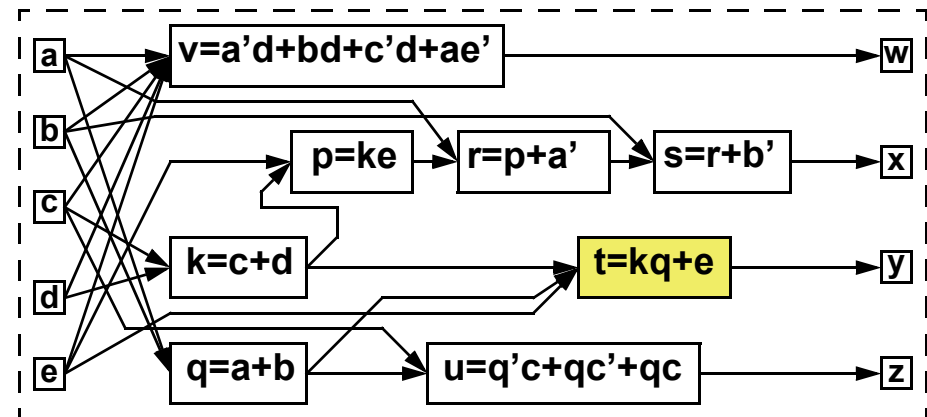 a v=a’d+bd+c’d+ae’ w
b
p=ke r=p+a’ s=r+b’ x
c
k=c+d t=kq+e y
d
e q=a+b u=q’c+qc’+qc z